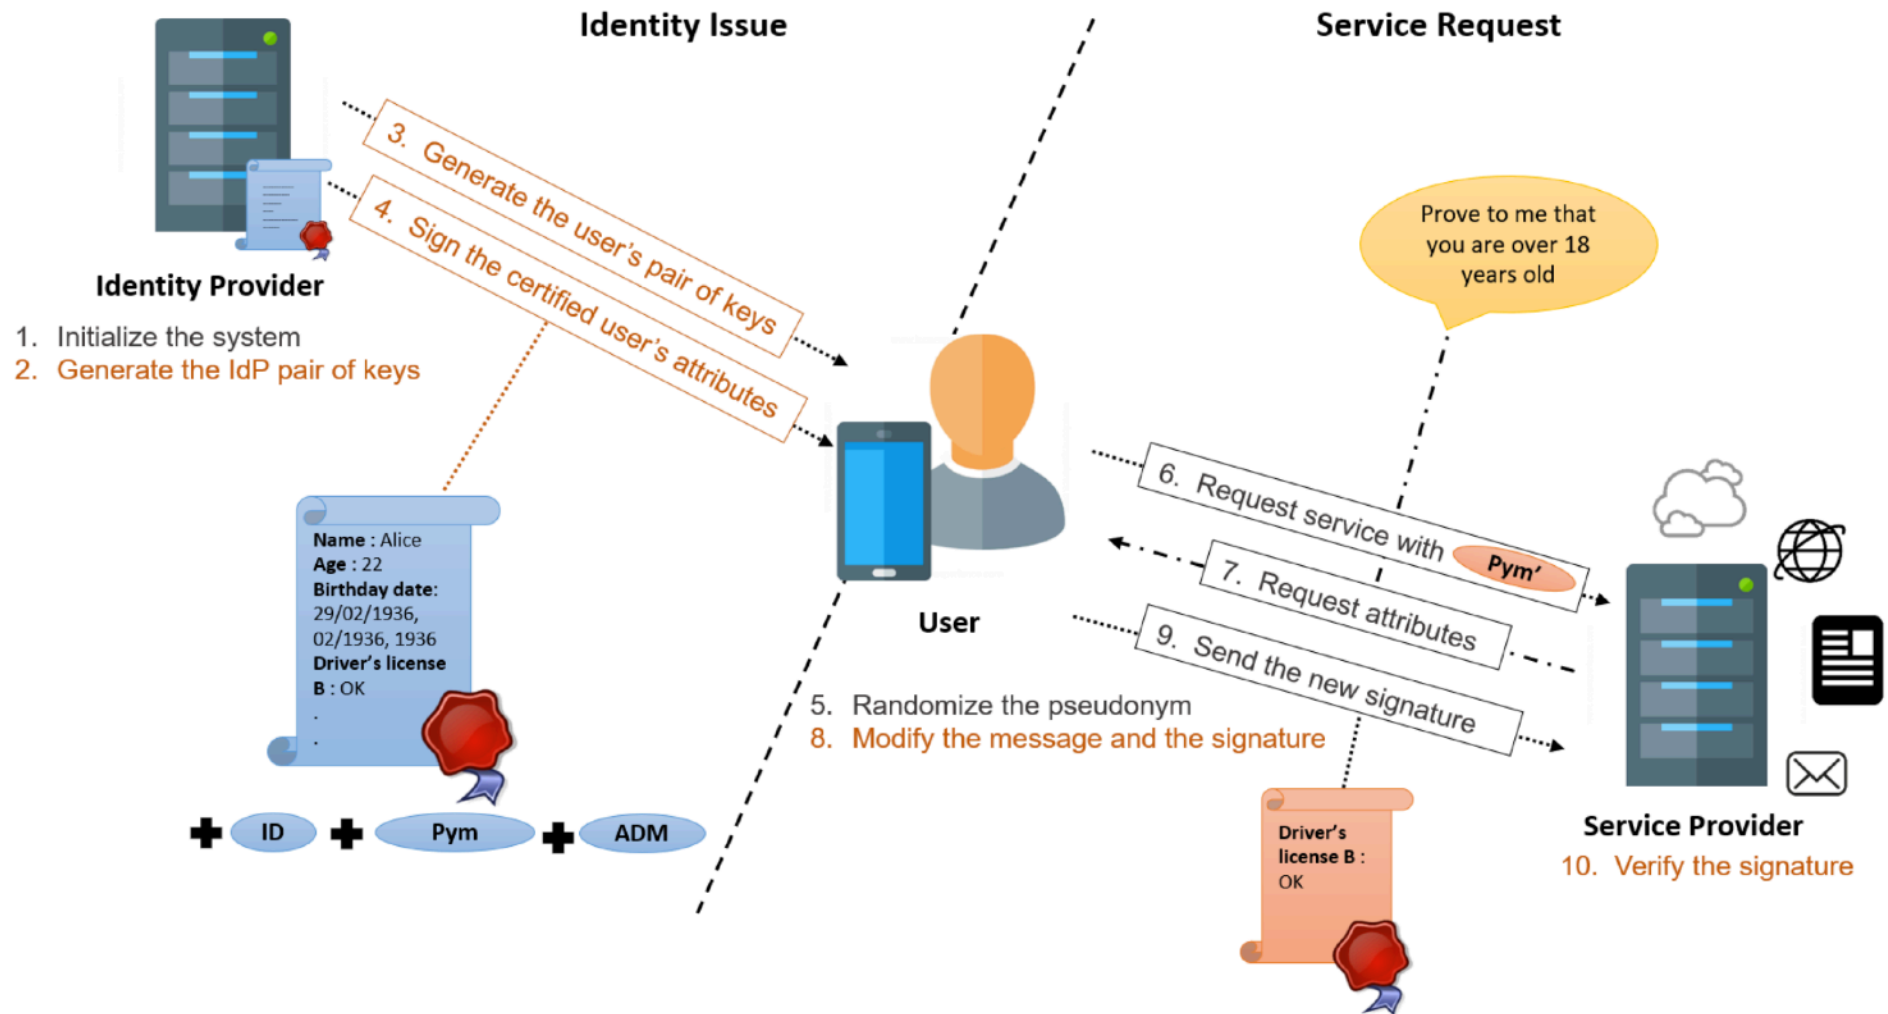 Identity Issue
Service Request
3. Generate the user's pair of keys
4. Sign the certified user's attributes
Identity Provider
1. Initialize the system
2. Generate the IdP pair of keys
Name : Alice
Age : 22
Birthday date:
29/02/1936,
02/1936, 1936
Driver's license
B : OK
.
.
ID
Pym
ADM
User
5. Randomize the pseudonym
8. Modify the message and the signature
Prove to me that
you are over 18
years old
6. Request service with Pym'
7. Request attributes
9. Send the new signature
Driver's
license B :
OK
Service Provider
10. Verify the signature